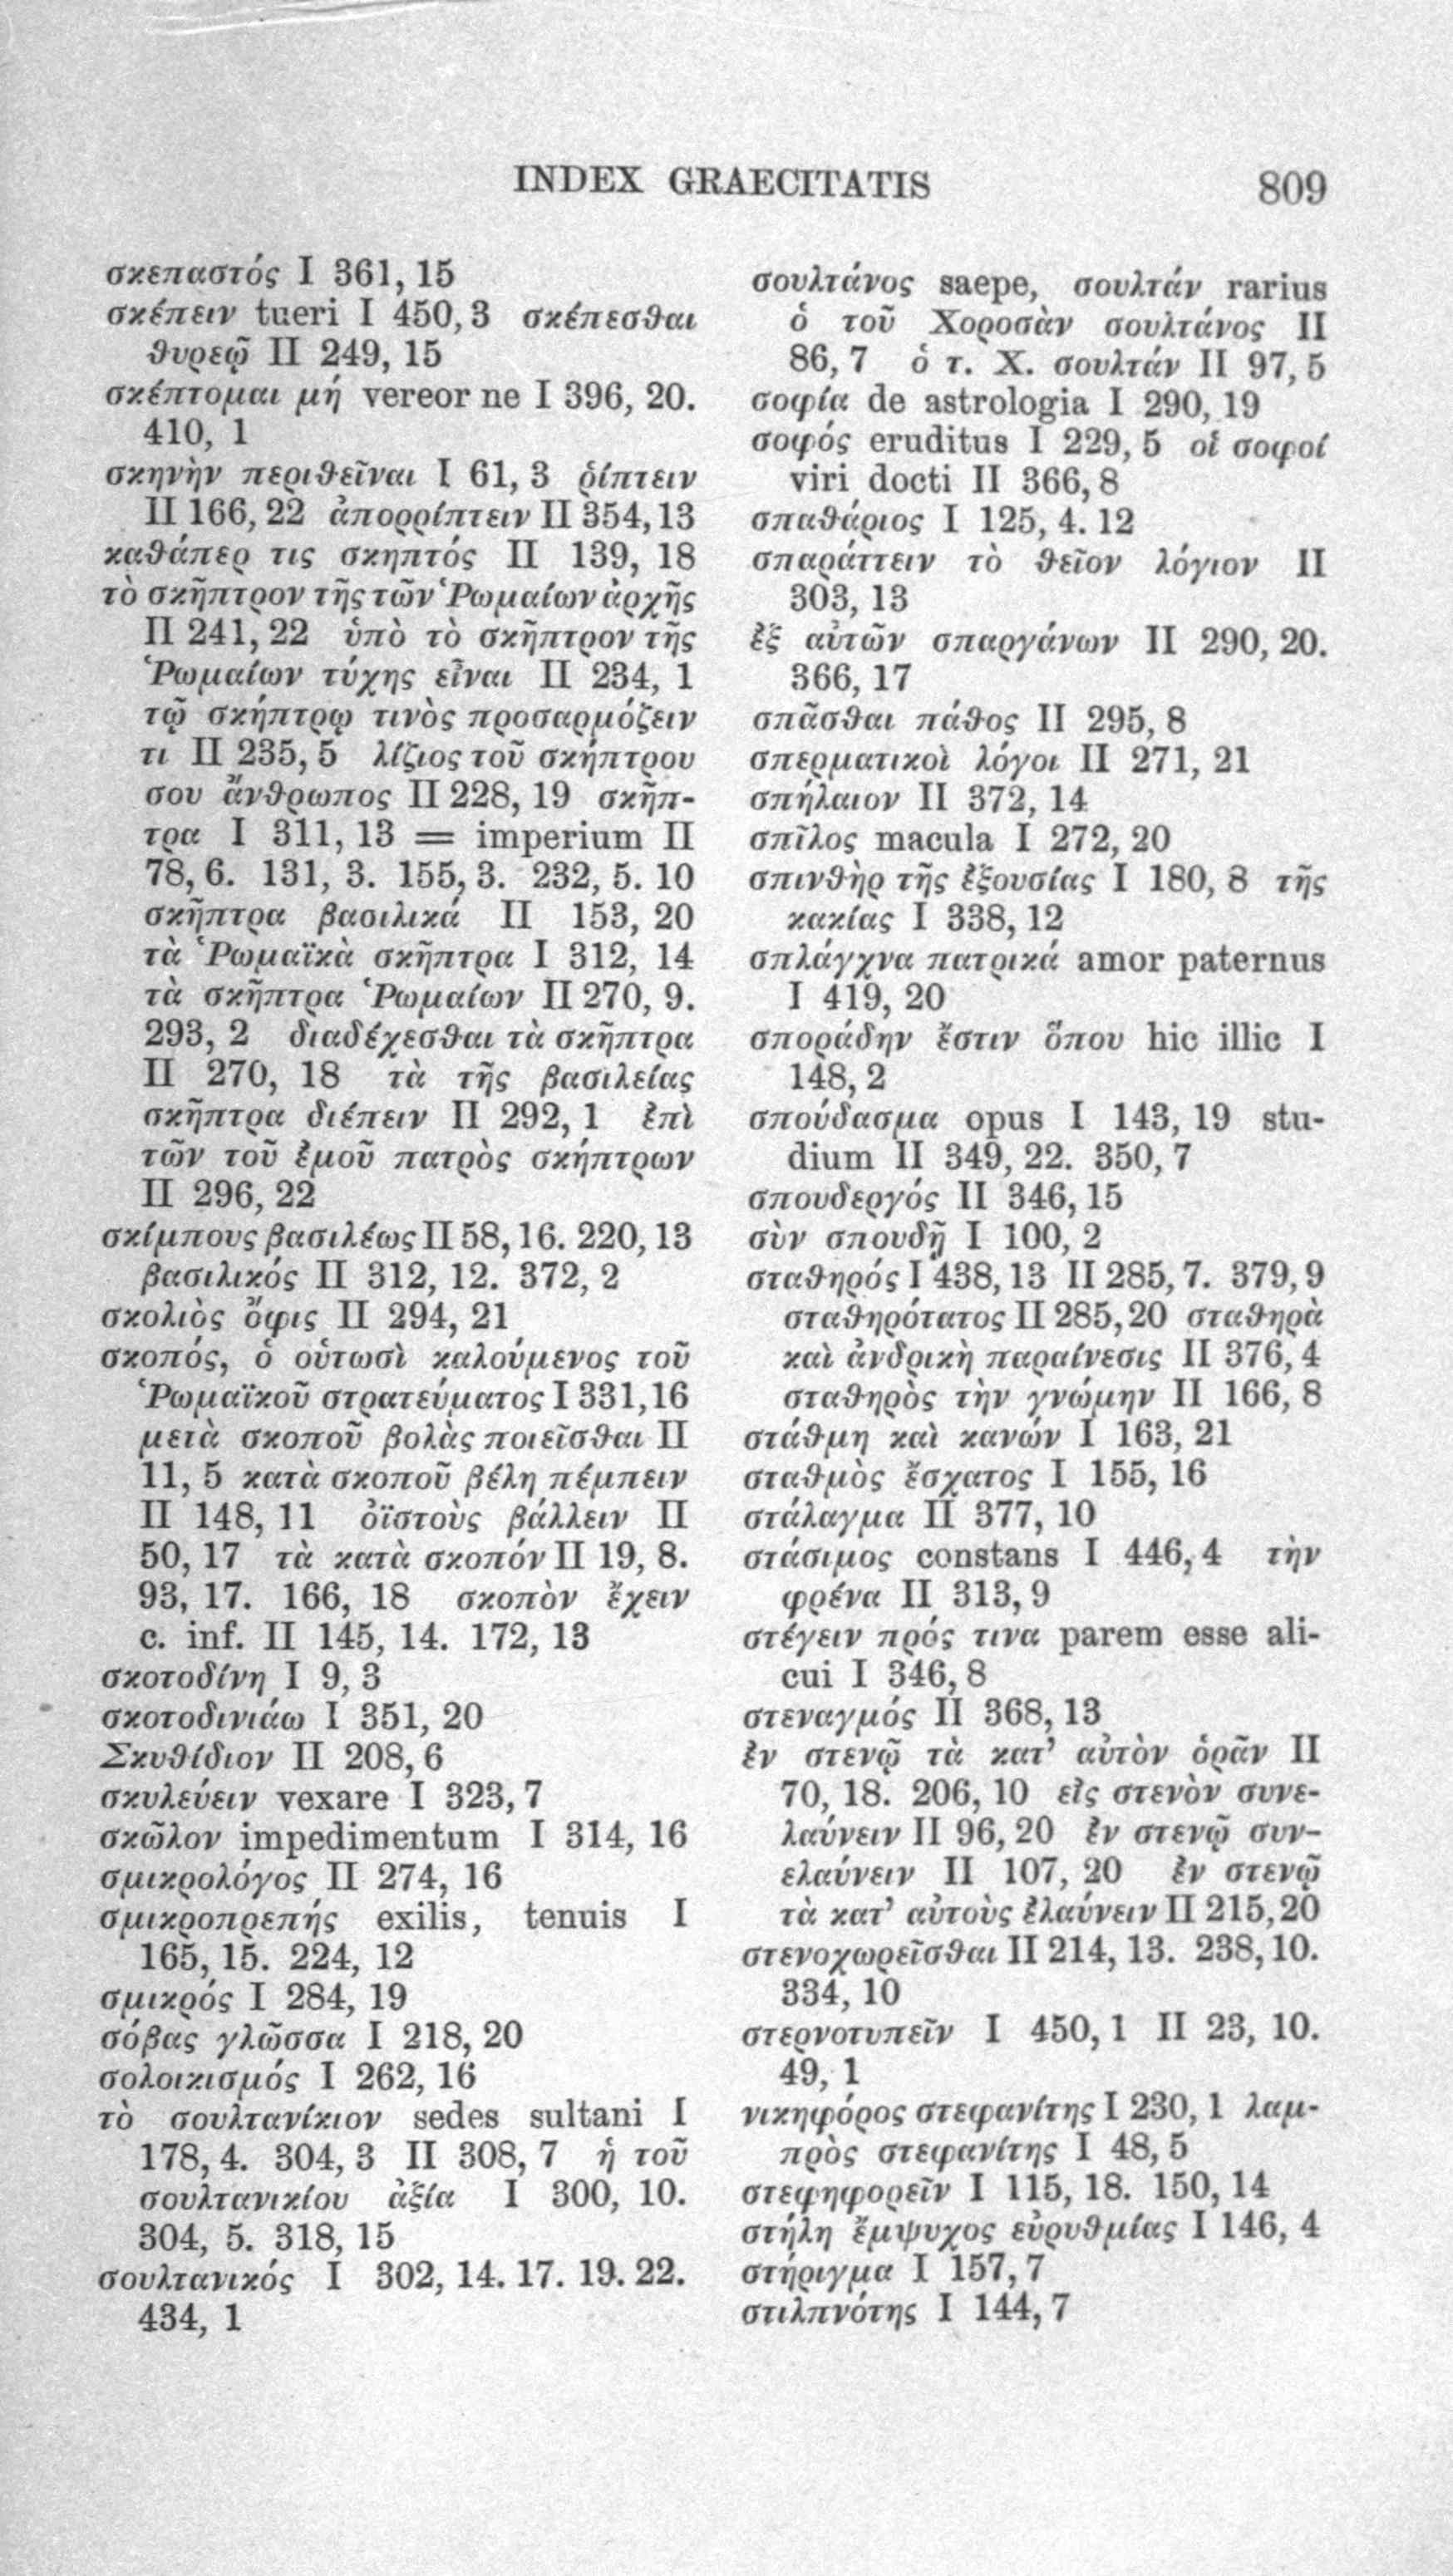 INDEX GRAECITATIS
809
σκεπαστός I 361, 15
σκέπειν tueri I 450, 3 σκέπεσθαι
θυρεῷ II 249, 15
σκέπτομαι μή vereor ne I 396, 20.
410, 1
σκηνὴν περιθεῖναι I 61, 3 ῥίπτειν
II 166, 22 ἀπορρίπτειν II 354, 13
καθάπερ τις σκηπτός II 139, 18
τὸ σκῆπτρον τῆς τῶν Ῥωμαίων ἀρχῆς
II 241, 22 ὑπὸ τὸ σκῆπτρον τῆς
Ῥωμαίων τύχης εἶναι II 234, 1
τῷ σκήπτρῳ τινὸς προσαρμόζειν
τι II 235, 5 λίζιος τοῦ σκήπτρου
σου ἄνθρωπος II 228, 19 σκῆπ-
τρα I 311, 13 = imperium II
78, 6. 131, 3. 155, 3. 232, 5. 10
σκῆπτρα βασιλικά II 153, 20
τὰ Ῥωμαϊκὰ σκῆπτρα I 312, 14
τὰ σκῆπτρα Ῥωμαίων II 270, 9.
293, 2 διαδέχεσθαι τὰ σκῆπτρα
II 270, 18 τὰ τῆς βασιλείας
σκῆπτρα διέπειν II 292, 1 ἐπὶ
τῶν τοῦ ἐμοῦ πατρὸς σκήπτρων
II 296, 22
σκίμπους βασιλέως II 58, 16. 220, 13
βασιλικός II 312, 12. 372, 2
σκολιὸς ὄφις II 294, 21
σκοπός, ὁ οὑτωσὶ καλούμενος τοῦ
Ῥωμαϊκοῦ στρατεύματος I 331, 16
μετὰ σκοποῦ βολὰς ποιεῖσθαι II
11, 5 κατὰ σκοποῦ βέλη πέμπειν
II 148, 11 ὀϊστοὺς βάλλειν II
50, 17 τὰ κατὰ σκοπόν II 19, 8.
93, 17. 166, 18 σκοπὸν ἔχειν
c. inf. II 145, 14. 172, 13
σκοτοδίνη I 9, 3
σκοτοδινιάω I 351, 20
Σκυθίδιον II 208, 6
σκυλεύειν vexare I 323, 7
σκῶλον impedimentum I 314, 16
σμικρολόγος II 274, 16
σμικροπρεπής exilis, tenuis I
165, 15. 224, 12
σμικρός I 284, 19
σόβας γλῶσσα I 218, 20
σολοικισμός I 262, 16
τὸ σουλτανίκιον sedes sultani I
178, 4. 304, 3 II 308, 7 ἡ τοῦ
σουλτανικίου ἀξία I 300, 10.
304, 5. 318, 15
σουλτανικός I 302, 14. 17. 19. 22.
434, 1
σουλτάνος saepe, σουλτάν rarius
ὁ τοῦ Χοροσὰν σουλτάνος II
86, 7 ὁ τ. Χ. σουλτάν II 97, 5
σοφία de astrologia I 290, 19
σοφός eruditus I 229, 5 οἱ σοφοί
viri docti II 366, 8
σπαθάριος I 125, 4. 12
σπαράττειν τὸ θεῖον λόγιον II
303, 13
ἐξ αὐτῶν σπαργάνων II 290, 20.
366, 17
σπᾶσθαι πάθος II 295, 8
σπερματικοὶ λόγοι II 271, 21
σπήλαιον II 372, 14
σπῖλος macula I 272, 20
σπινθὴρ τῆς ἐξουσίας I 180, 8 τῆς
κακίας I 338, 12
σπλάγχνα πατρικά amor paternus
I 419, 20
σποράδην ἔστιν ὅπου hic illic I
148, 2
σπούδασμα opus I 143, 19 stu-
dium II 349, 22. 350, 7
σπουδεργός II 346, 15
σὺν σπουδῇ I 100, 2
σταθηρός I 438, 13 II 285, 7. 379, 9
σταθηρότατος II 285, 20 σταθηρὰ
καὶ ἀνδρικὴ παραίνεσις II 376, 4
σταθηρὸς τὴν γνώμην II 166, 8
στάθμη καὶ κανών I 163, 21
σταθμὸς ἔσχατος I 155, 16
στάλαγμα II 377, 10
στάσιμος constans I 446, 4 τὴν
φρένα II 313, 9
στέγειν πρός τινα parem esse ali-
cui I 346, 8
στεναγμός II 368, 13
ἐν στενῷ τὰ κατ' αὐτὸν ὁρᾶν II
70, 18. 206, 10 εἰς στενὸν συνε-
λαύνειν II 96, 20 ἐν στενῷ συν-
ελαύνειν II 107, 20 ἐν στενῷ
τὰ κατ' αὐτοὺς ἐλαύνειν II 215, 20
στενοχωρεῖσθαι II 214, 13. 238, 10.
334, 10
στερνοτυπεῖν I 450, 1 II 23, 10.
49, 1
νικηφόρος στεφανίτης I 230, 1 λαμ-
πρὸς στεφανίτης I 48, 5
στεφηφορεῖν I 115, 18. 150, 14
στήλη ἔμψυχος εὐρυθμίας I 146, 4
στήριγμα I 157, 7
στιλπνότης I 144, 7